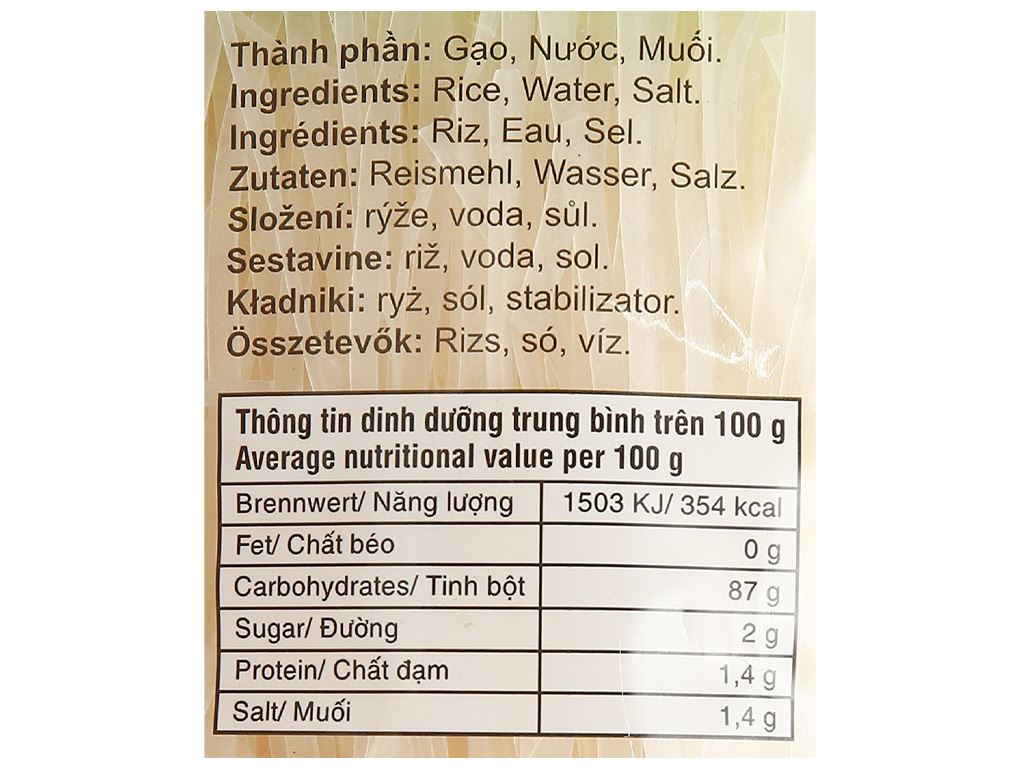 Thành phần: Gạo, Nước, Muối.
Ingredients: Rice, Water, Salt.
Ingrédients: Riz, Eau, Sel.
Zutaten: Reismehl, Wasser, Salz.
Složení: rýže, voda, sůl.
Sestavine: riž, voda, sol.
Kładniki: ryż, sól, stabilizator.
Összetevők: Rizs, só, víz.
Thông tin dinh dưỡng trung bình trên 100 g
Average nutritional value per 100 g
Brennwert/ Năng lượng 1503 KJ/ 354 kcal
Fet/ Chất béo 0 g
Carbohydrates/ Tinh bột 87 g
Sugar/ Đường 2 g
Protein/ Chất đạm 1,4 g
Salt/ Muối 1,4 g